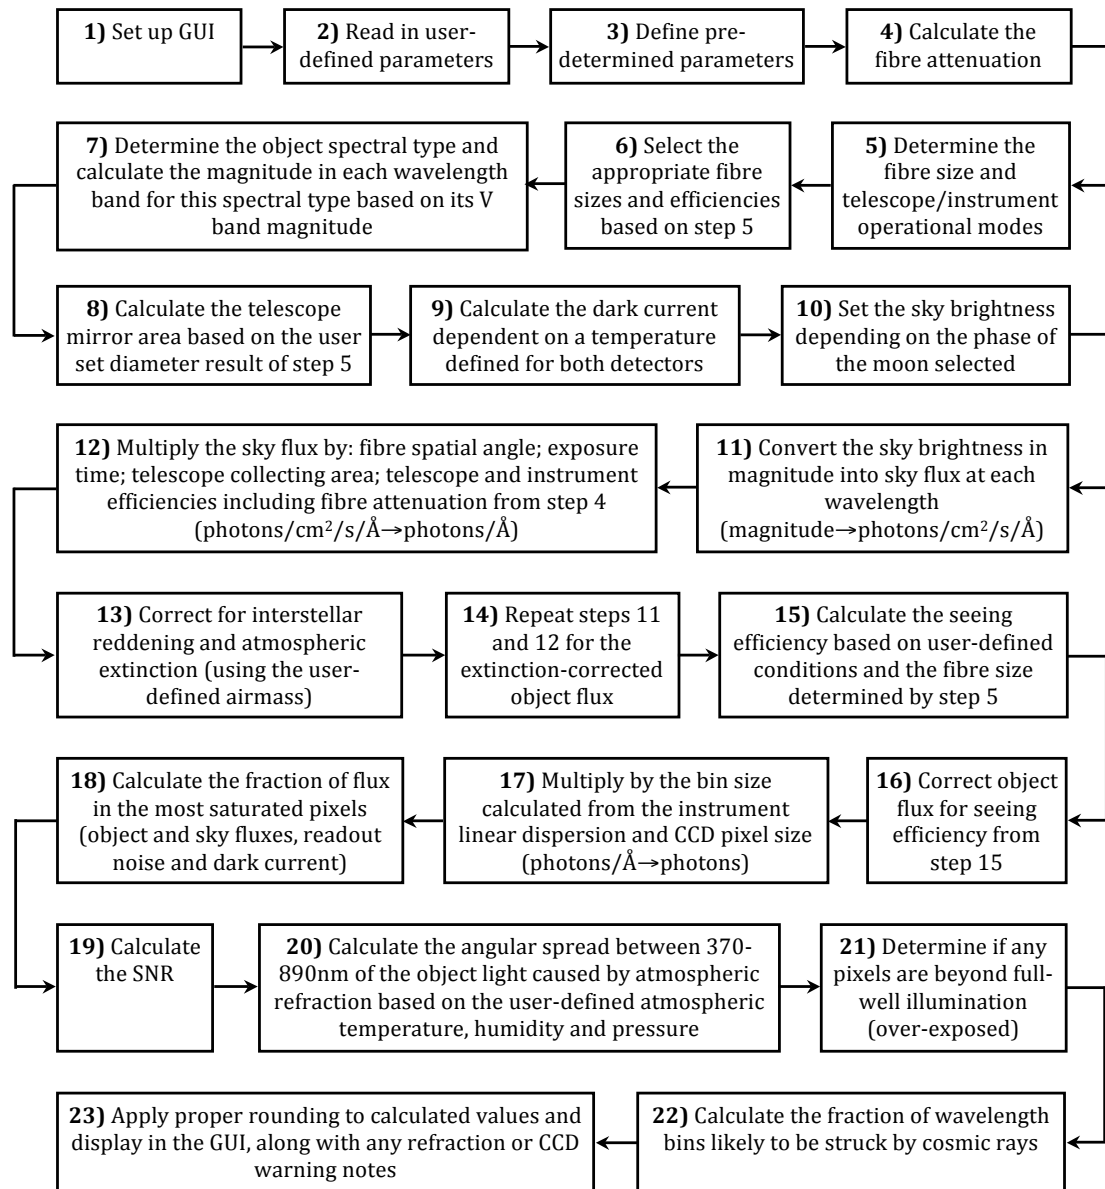 1) Set up GUI
2) Read in user-
defined parameters
3) Define pre-
determined parameters
4) Calculate the
fibre attenuation
5) Determine the
fibre size and
telescope/instrument
operational modes
6) Select the
appropriate fibre
sizes and efficiencies
based on step 5
7) Determine the object spectral type and
calculate the magnitude in each wavelength
band for this spectral type based on its V
band magnitude
8) Calculate the telescope
mirror area based on the user
set diameter result of step 5
9) Calculate the dark current
dependent on a temperature
defined for both detectors
10) Set the sky brightness
depending on the phase of
the moon selected
11) Convert the sky brightness in
magnitude into sky flux at each
wavelength
(magnitude→photons/cm²/s/Å)
12) Multiply the sky flux by: fibre spatial angle; exposure
time; telescope collecting area; telescope and instrument
efficiencies including fibre attenuation from step 4
(photons/cm²/s/Å→photons/Å)
13) Correct for interstellar
reddening and atmospheric
extinction (using the user-
defined airmass)
14) Repeat steps 11
and 12 for the
extinction-corrected
object flux
15) Calculate the seeing
efficiency based on user-defined
conditions and the fibre size
determined by step 5
16) Correct object
flux for seeing
efficiency from
step 15
17) Multiply by the bin size
calculated from the instrument
linear dispersion and CCD pixel size
(photons/Å→photons)
18) Calculate the fraction of flux
in the most saturated pixels
(object and sky fluxes, readout
noise and dark current)
19) Calculate
the SNR
20) Calculate the angular spread between 370-
890nm of the object light caused by atmospheric
refraction based on the user-defined atmospheric
temperature, humidity and pressure
21) Determine if any
pixels are beyond full-
well illumination
(over-exposed)
22) Calculate the fraction of wavelength
bins likely to be struck by cosmic rays
23) Apply proper rounding to calculated values and
display in the GUI, along with any refraction or CCD
warning notes